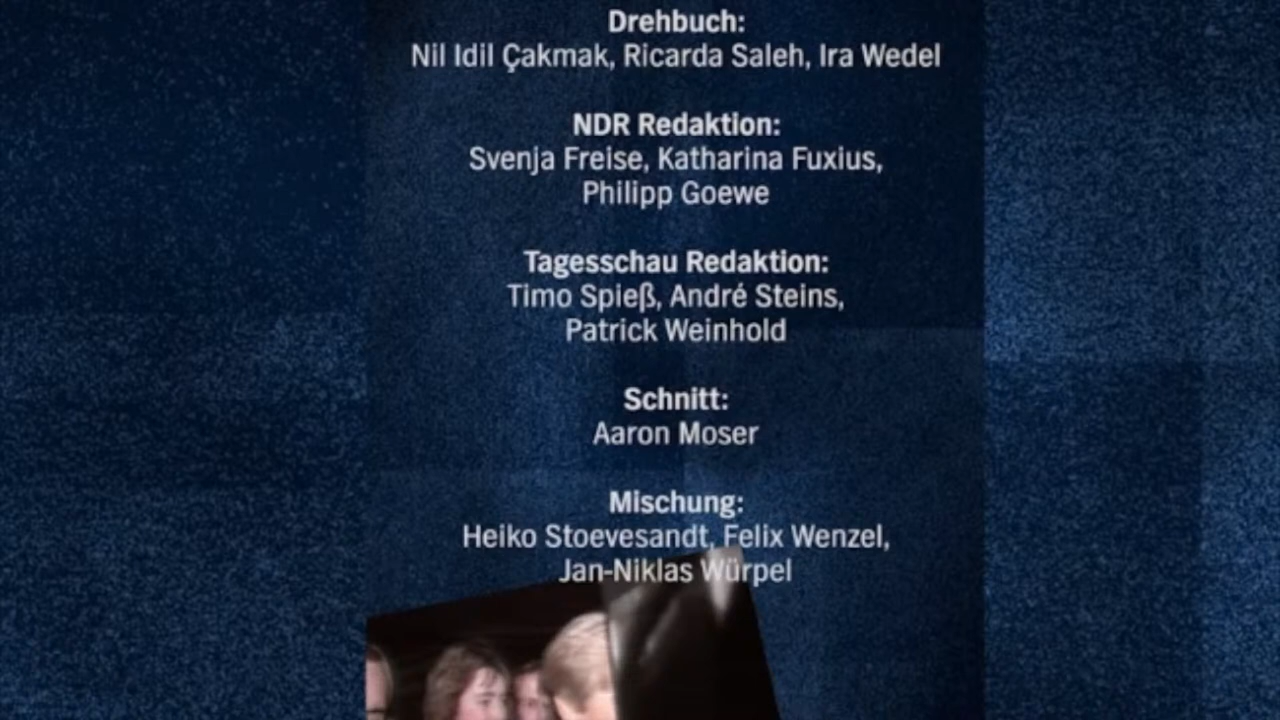 Drehbuch:
Nil Idil Çakmak, Ricarda Saleh, Ira Wedel
NDR Redaktion:
Svenja Freise, Katharina Fuxius,
Philipp Goewe
Tagesschau Redaktion:
Timo Spieß, André Steins,
Patrick Weinhold
Schnitt:
Aaron Moser
Mischung:
Heiko Stoevesandt, Felix Wenzel,
Jan-Niklas Würpel